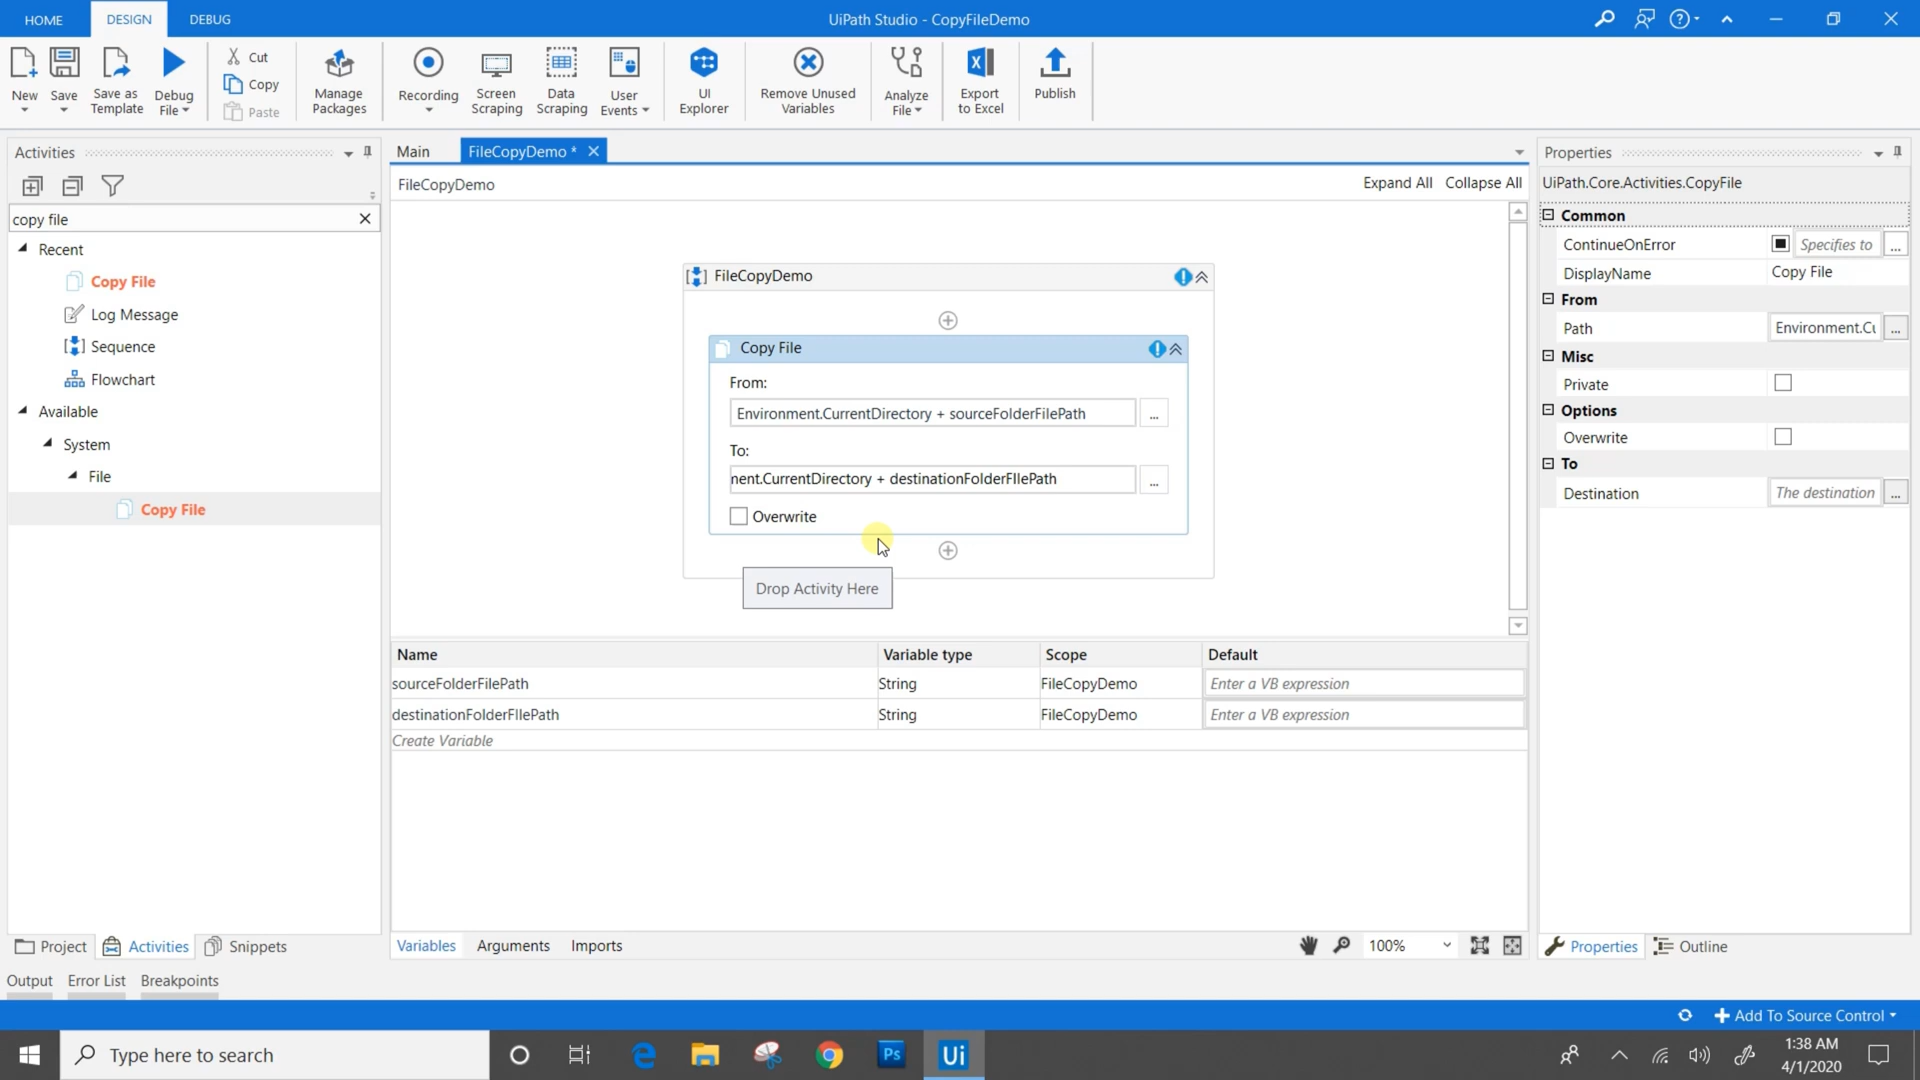 HOME
DESIGN
DEBUG
UiPath Studio - CopyFileDemo
New
Save
Save as
Template
Debug
File
Cut
Copy
Paste
Manage
Packages
Recording
Screen
Scraping
Data
Scraping
User
Events
UI
Explorer
Remove Unused
Variables
Analyze
File
Export
to Excel
Publish
Activities
copy file
Recent
Copy File
Log Message
Sequence
Flowchart
Available
System
File
Copy File
Project
Activities
Snippets
Main
FileCopyDemo *
FileCopyDemo
Expand All
Collapse All
FileCopyDemo
Copy File
From:
Environment.CurrentDirectory + sourceFolderFilePath
...
To:
nent.CurrentDirectory + destinationFolderFIlePath
...
Overwrite
Drop Activity Here
Name Variable type Scope Default
sourceFolderFilePath String FileCopyDemo Enter a VB expression
destinationFolderFIlePath String FileCopyDemo Enter a VB expression
Create Variable
Variables
Arguments
Imports
100%
Properties
UiPath.Core.Activities.CopyFile
Common
ContinueOnError Specifies to ...
DisplayName Copy File
From
Path Environment.Cu ...
Misc
Private
Options
Overwrite
To
Destination The destination ...
Properties
Outline
Output
Error List
Breakpoints
Add To Source Control
Type here to search
Ps
Ui
1:38 AM
4/1/2020